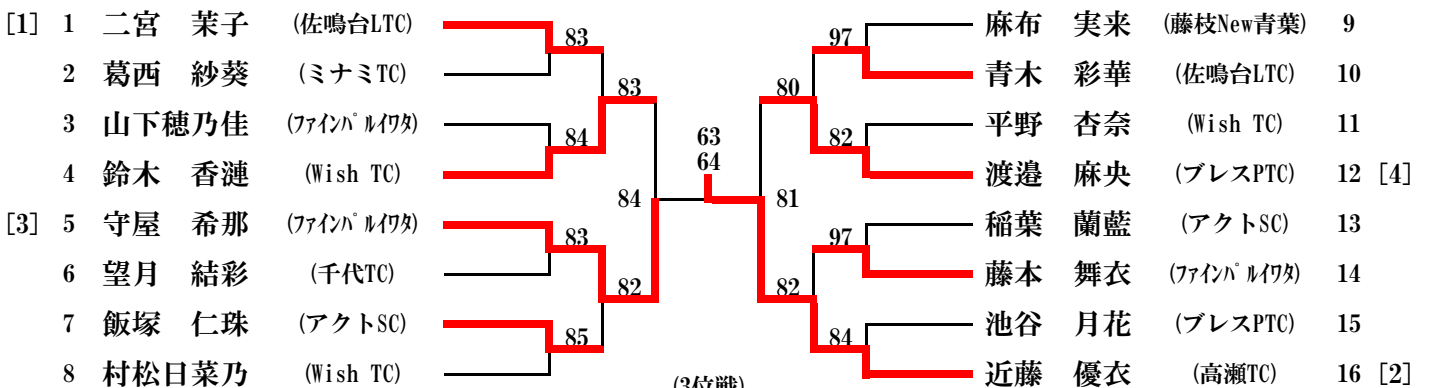 [1] 1 二宮 茉子 (佐鳴台LTC)
2 葛西 紗葵 (ミナミTC)
3 山下穂乃佳 (ﾌｧｲﾝﾊﾟﾙｲﾜﾀ)
4 鈴木 香漣 (Wish TC)
[3] 5 守屋 希那 (ﾌｧｲﾝﾊﾟﾙｲﾜﾀ)
6 望月 結彩 (千代TC)
7 飯塚 仁珠 (アクトSC)
8 村松日菜乃 (Wish TC)
83
84
83
85
83
82
84
63
64
81
80
82
97
82
97
84
麻布 実来 (藤枝New青葉) 9
青木 彩華 (佐鳴台LTC) 10
平野 杏奈 (Wish TC) 11
渡邉 麻央 (ブレスPTC) 12 [4]
稲葉 蘭藍 (アクトSC) 13
藤本 舞衣 (ﾌｧｲﾝﾊﾟﾙｲﾜﾀ) 14
池谷 月花 (ブレスPTC) 15
近藤 優衣 (高瀬TC) 16 [2]
(3位戦)